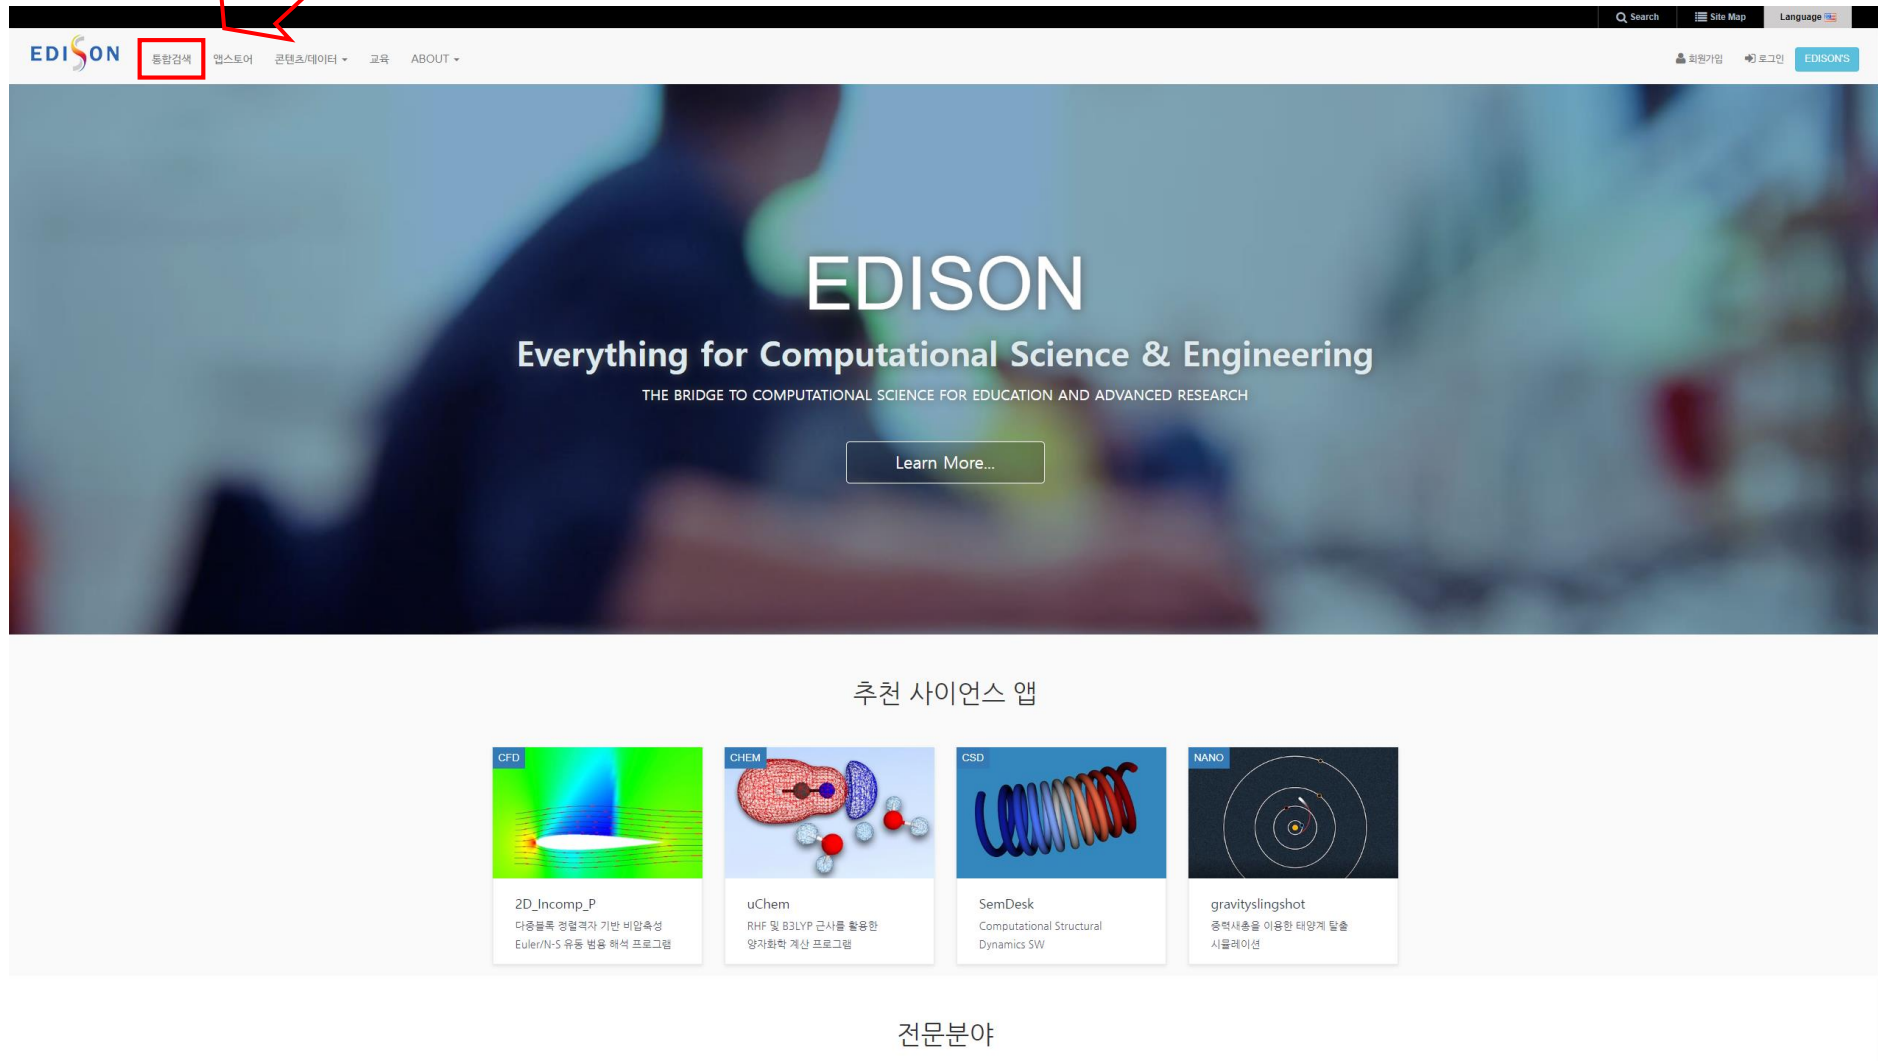 Search
Site Map
Language
EDISON
통합검색
앱스토어
콘텐츠/데이터
교육
ABOUT
회원가입
로그인
EDISON'S
EDISON
Everything for Computational Science & Engineering
THE BRIDGE TO COMPUTATIONAL SCIENCE FOR EDUCATION AND ADVANCED RESEARCH
Learn More...
추천 사이언스 앱
CFD
2D_Incomp_P
다중블록 정렬격자 기반 비압축성
Euler/N-S 유동 범용 해석 프로그램
CHEM
uChem
RHF 및 B3LYP 근사를 활용한
양자화학 계산 프로그램
CSD
SemDesk
Computational Structural
Dynamics SW
NANO
gravityslingshot
중력새총을 이용한 태양계 탈출
시뮬레이션
전문분야